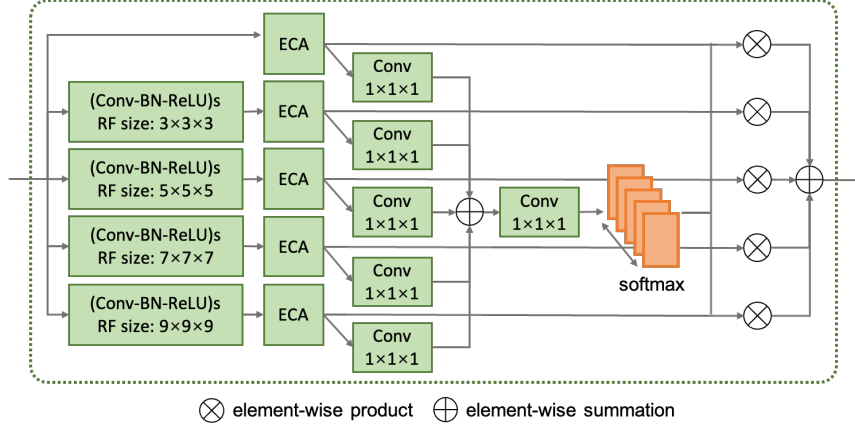 ECA
Conv
1×1×1
(Conv-BN-ReLU)s
RF size: 3×3×3
ECA
Conv
1×1×1
(Conv-BN-ReLU)s
RF size: 5×5×5
ECA
Conv
1×1×1
Conv
1×1×1
softmax
(Conv-BN-ReLU)s
RF size: 7×7×7
ECA
Conv
1×1×1
(Conv-BN-ReLU)s
RF size: 9×9×9
ECA
Conv
1×1×1
element-wise product
element-wise summation